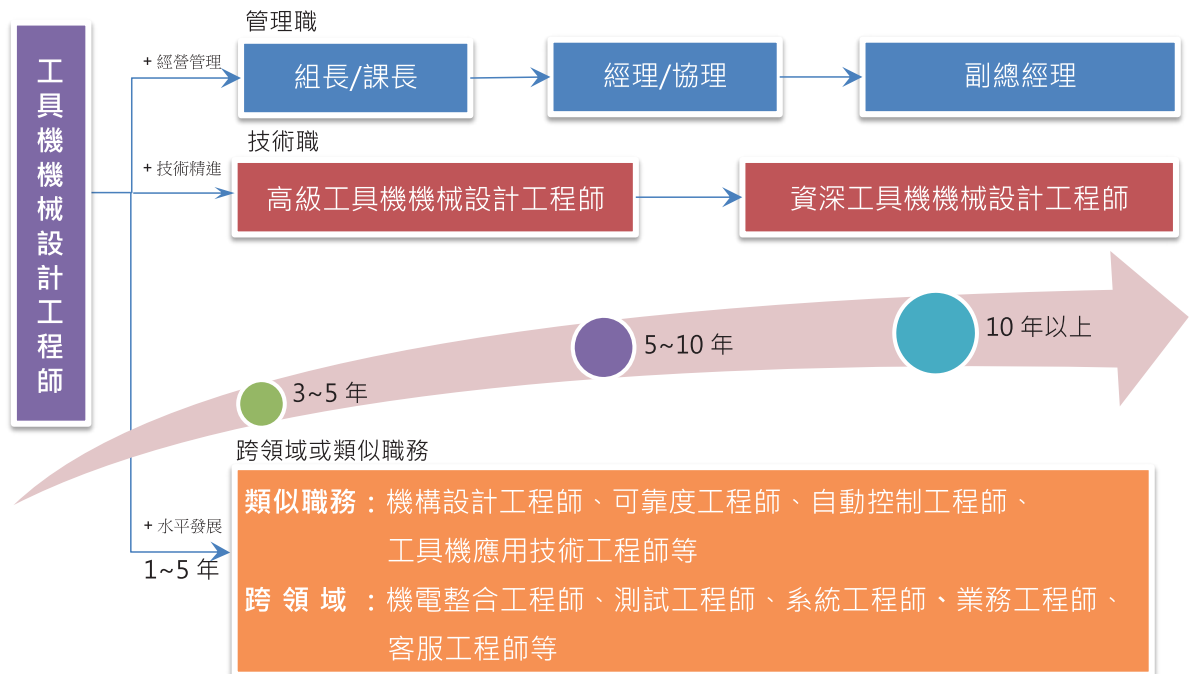 工具機機械設計工程師
管理職
+ 經營管理
組長/課長
經理/協理
副總經理
技術職
+ 技術精進
高級工具機機械設計工程師
資深工具機機械設計工程師
10 年以上
5~10 年
3~5 年
跨領域或類似職務
+ 水平發展
1~5 年
類似職務：機構設計工程師、可靠度工程師、自動控制工程師、
工具機應用技術工程師等
跨 領 域 ：機電整合工程師、測試工程師、系統工程師、業務工程師、
客服工程師等